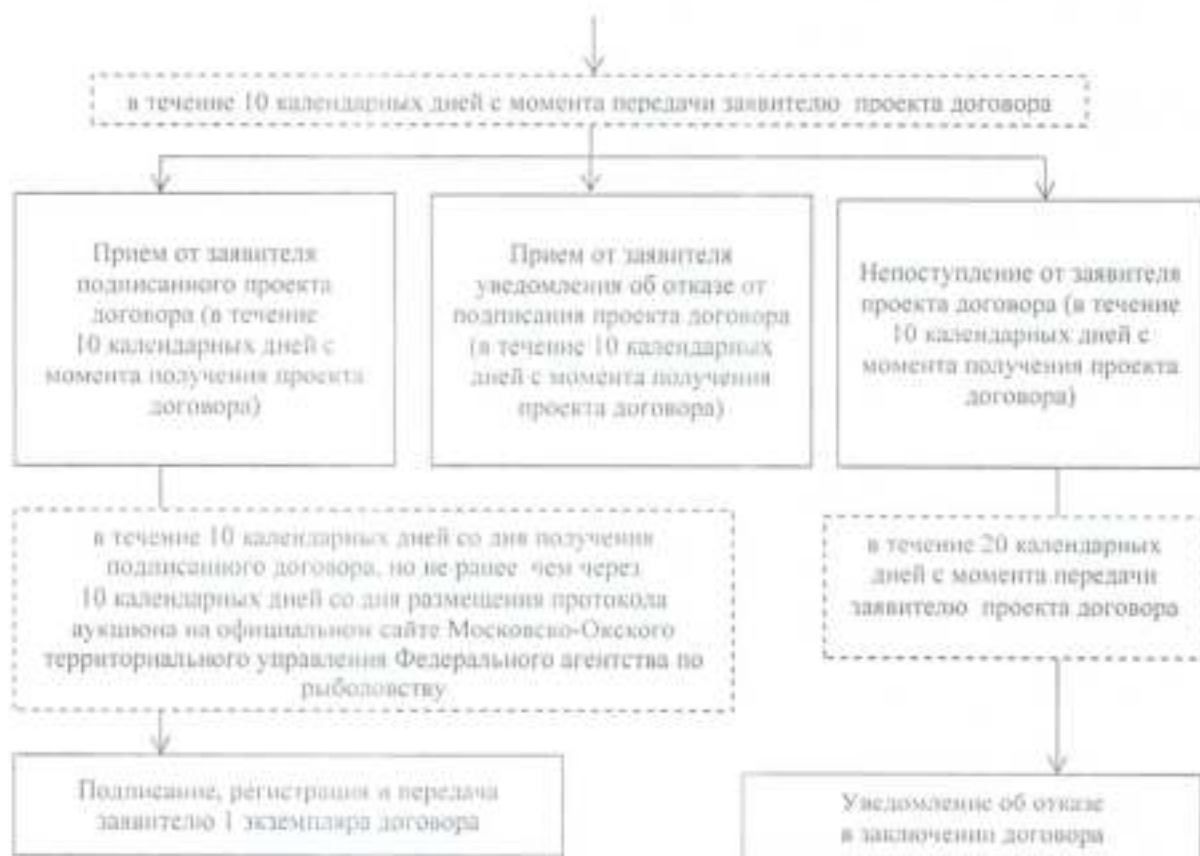 в течение 10 календарных дней с момента передачи заявителю проекта договора
Прием от заявителя
подписанного проекта
договора (в течение
10 календарных дней с
момента получения проекта
договора)
Прием от заявителя
уведомления об отказе от
подписания проекта договора
(в течение 10 календарных
дней с момента получения
проекта договора)
Непоступление от заявителя
проекта договора (в течение
10 календарных дней с
момента получения проекта
договора)
в течение 10 календарных дней со дня получения
подписанного договора, но не ранее чем через
10 календарных дней со дня размещения протокола
аукциона на официальном сайте Московско-Окского
территориального управления Федерального агентства по
рыболовству
в течение 20 календарных
дней с момента передачи
заявителю проекта договора
Подписание, регистрация и передача
заявителю 1 экземпляра договора
Уведомление об отказе
в заключении договора